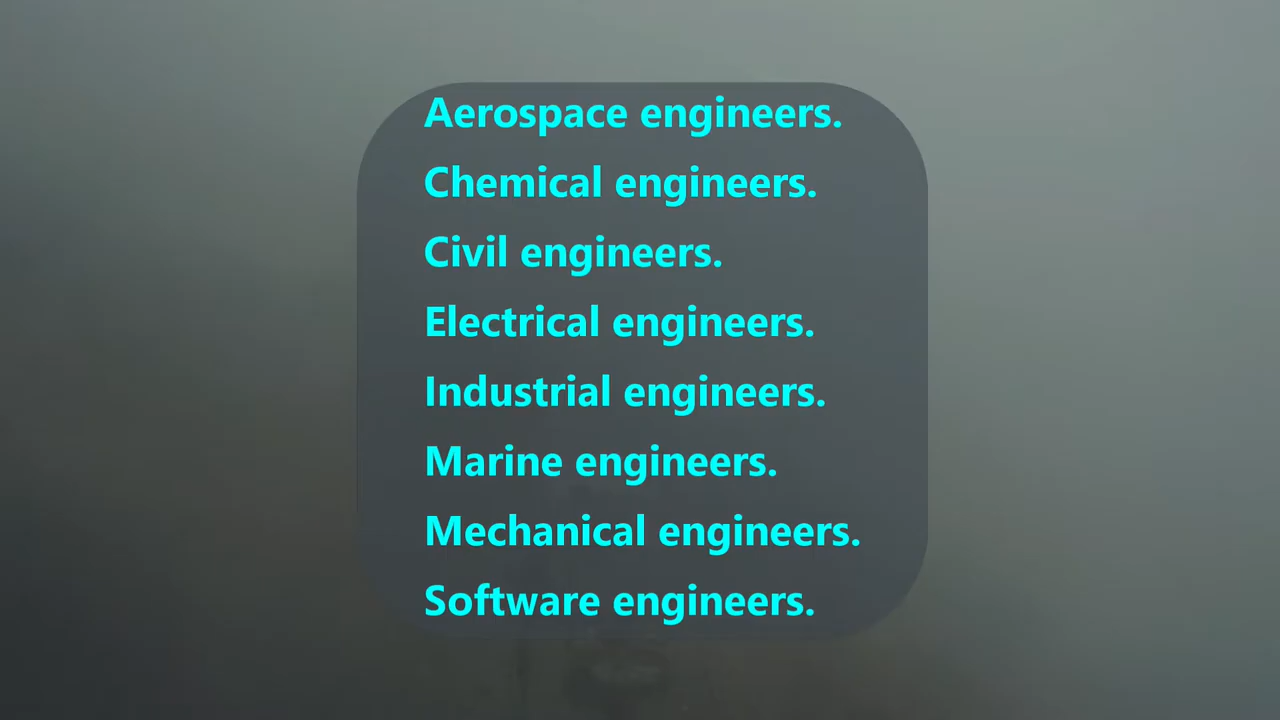 Aerospace engineers.
Chemical engineers.
Civil engineers.
Electrical engineers.
Industrial engineers.
Marine engineers.
Mechanical engineers.
Software engineers.